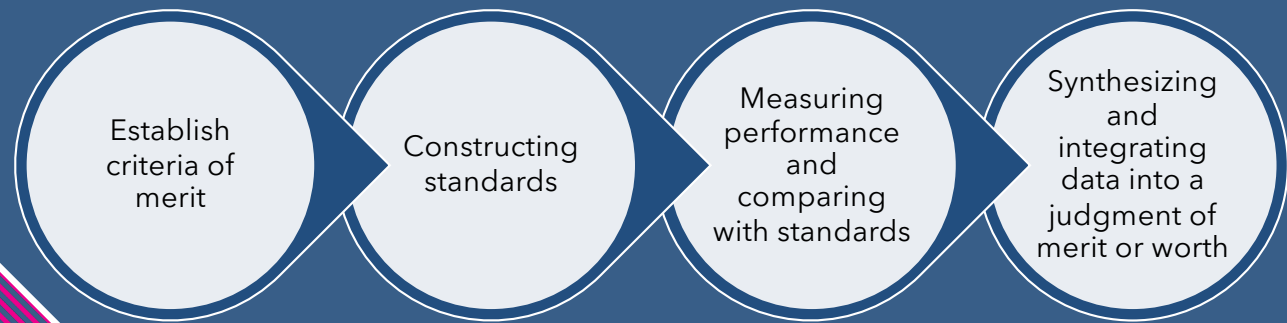 Establish
criteria of
merit
Constructing
standards
Measuring
performance
and
comparing
with standards
Synthesizing
and
integrating
data into a
judgment of
merit or worth